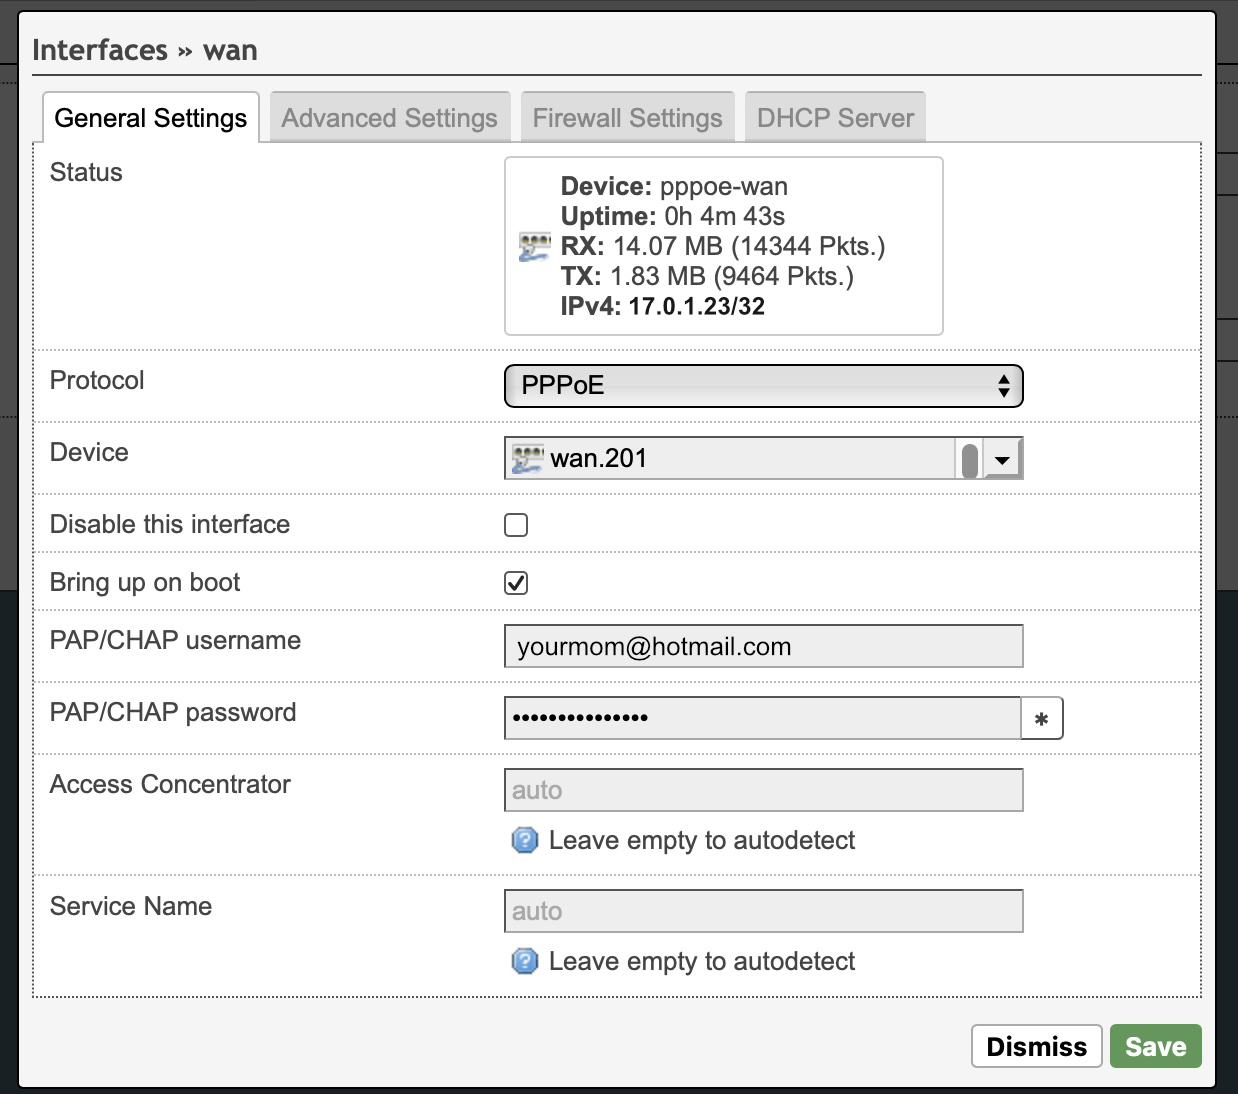 Interfaces » wan
General Settings
Advanced Settings
Firewall Settings
DHCP Server
Status
Device: pppoe-wan
Uptime: 0h 4m 43s
RX: 14.07 MB (14344 Pkts.)
TX: 1.83 MB (9464 Pkts.)
IPv4: 17.0.1.23/32
Protocol
PPPoE
Device
wan.201
Disable this interface
Bring up on boot
PAP/CHAP username
yourmom@hotmail.com
PAP/CHAP password
•••••••••••••••
*
Access Concentrator
auto
Leave empty to autodetect
Service Name
auto
Leave empty to autodetect
Dismiss
Save